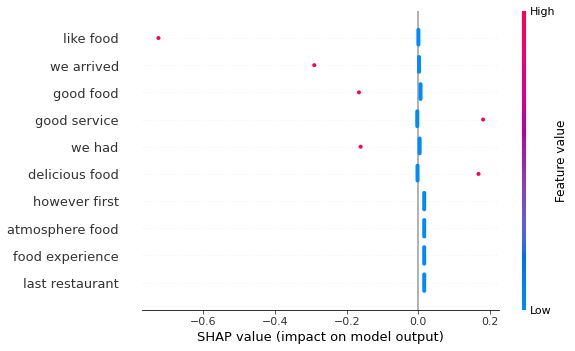 like food
we arrived
good food
good service
we had
delicious food
however first
atmosphere food
food experience
last restaurant
−0.6 −0.4 −0.2 0.0 0.2
SHAP value (impact on model output)
High
Feature value
Low